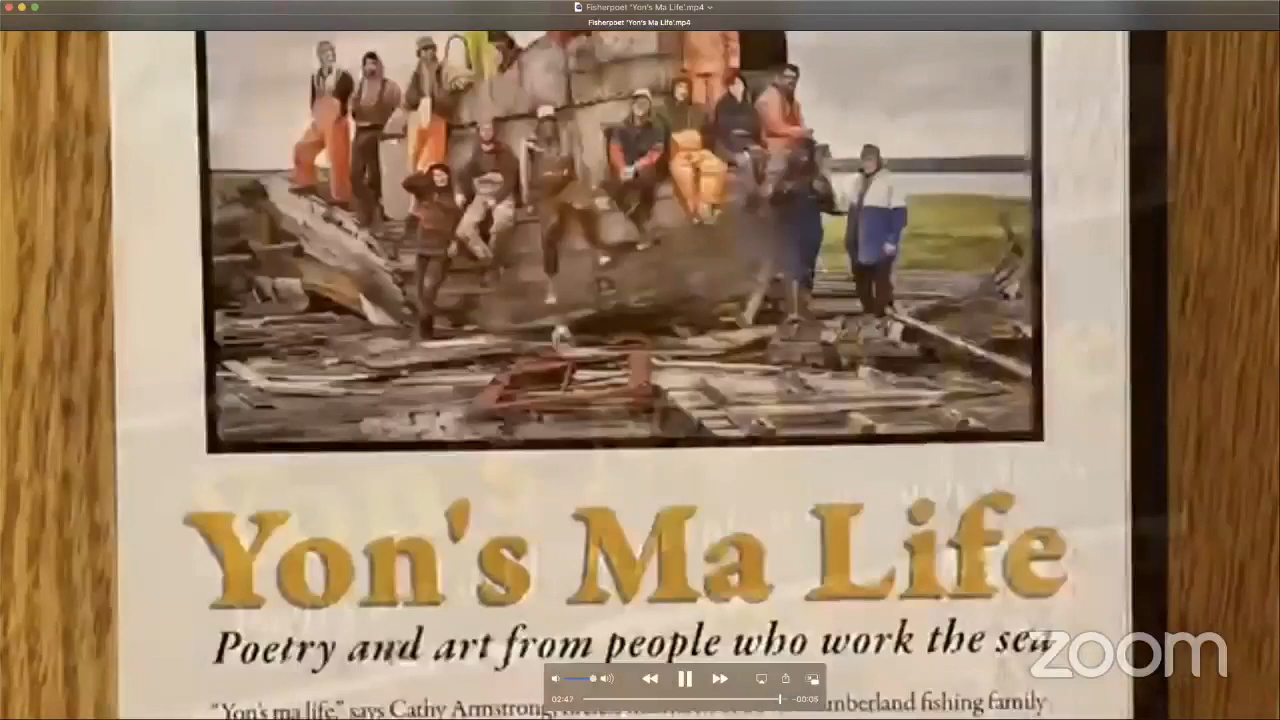 Fisherpoet 'Yon's Ma Life'.mp4
Fisherpoet 'Yon's Ma Life'.mp4
Yon's Ma Life
Poetry and art from people who work the sea
zoom
02:47
-00:05
"Yon's ma life," says Cathy Armstrong, fishing family